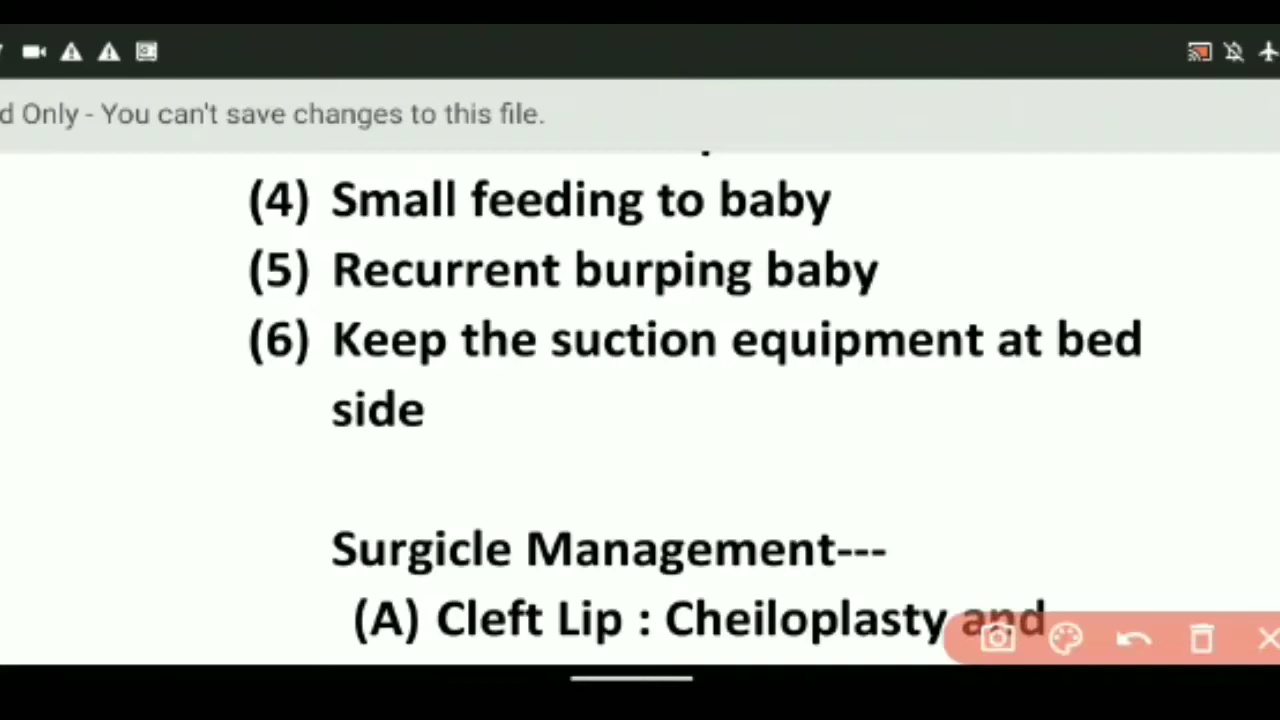 d Only - You can't save changes to this file.
(4) Small feeding to baby
(5) Recurrent burping baby
(6) Keep the suction equipment at bed
side
Surgicle Management---
(A) Cleft Lip : Cheiloplasty and